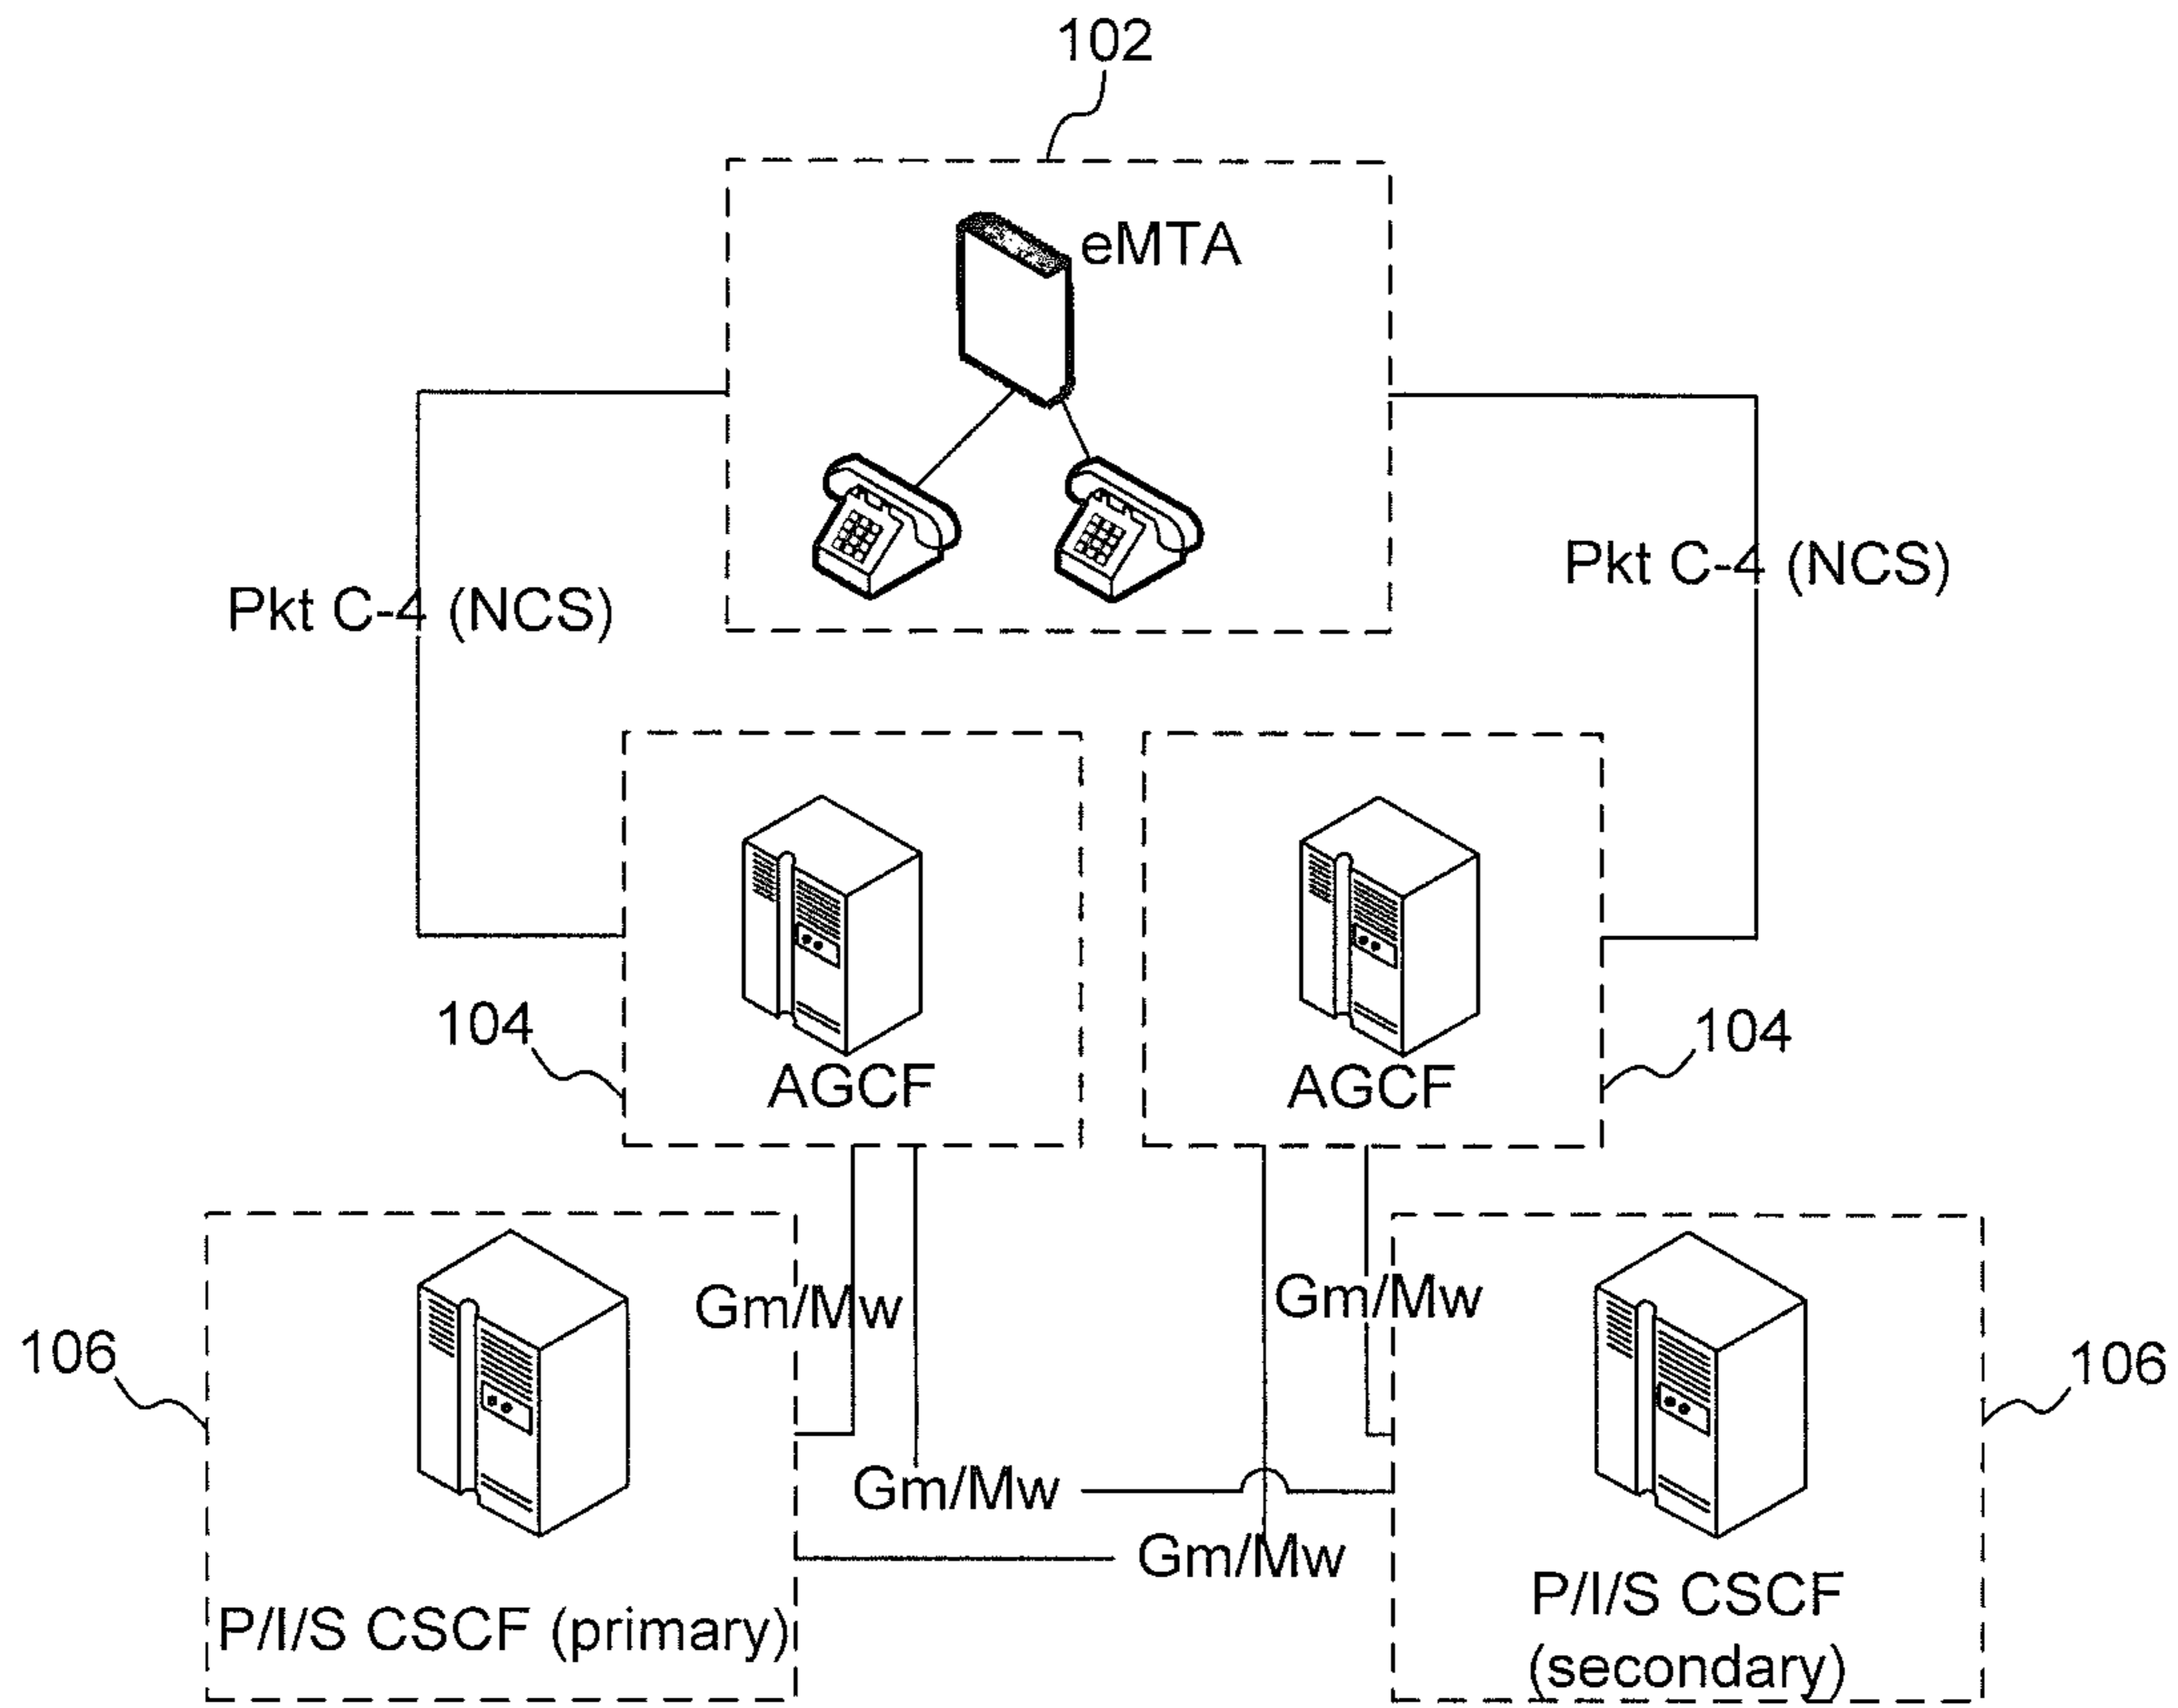 102
eMTA
Pkt C-4 (NCS)
Pkt C-4 (NCS)
104
AGCF
AGCF
104
106
Gm/Mw
Gm/Mw
106
Gm/Mw
Gm/Mw
P/I/S CSCF (primary)
P/I/S CSCF
(secondary)